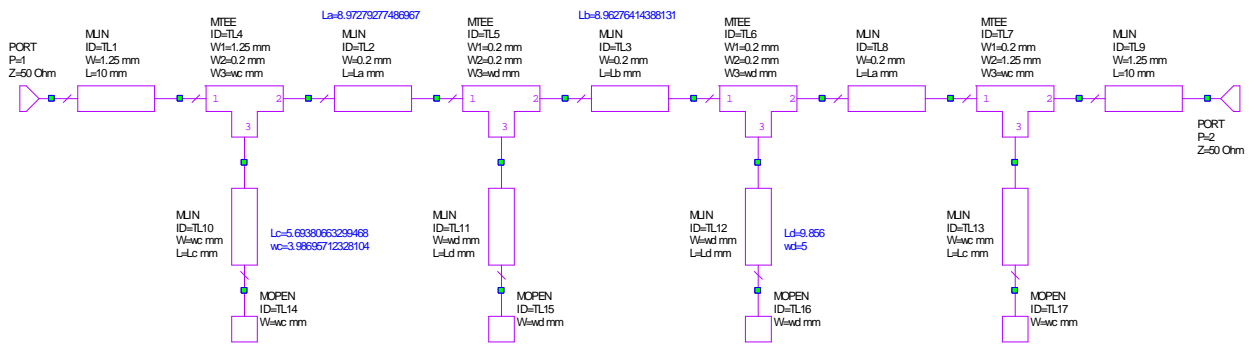 La=8.97279277486967
Lb=8.96276414388131
PORT
P=1
Z=50 Ohm
MLIN
ID=TL1
W=1.25 mm
L=10 mm
MTEE
ID=TL4
W1=1.25 mm
W2=0.2 mm
W3=wc mm
MLIN
ID=TL2
W=0.2 mm
L=La mm
MTEE
ID=TL5
W1=0.2 mm
W2=0.2 mm
W3=wd mm
MLIN
ID=TL3
W=0.2 mm
L=Lb mm
MTEE
ID=TL6
W1=0.2 mm
W2=0.2 mm
W3=wd mm
MLIN
ID=TL8
W=0.2 mm
L=La mm
MTEE
ID=TL7
W1=0.2 mm
W2=1.25 mm
W3=wc mm
MLIN
ID=TL9
W=1.25 mm
L=10 mm
1 2
3
1 2
3
1 2
3
1 2
3
PORT
P=2
Z=50 Ohm
MLIN
ID=TL10
W=wc mm
L=Lc mm
Lc=5.69380663299468
wc=3.98695712328104
MLIN
ID=TL11
W=wd mm
L=Ld mm
MLIN
ID=TL12
W=wd mm
L=Ld mm
Ld=9.856
wd=5
MLIN
ID=TL13
W=wc mm
L=Lc mm
MOPEN
ID=TL14
W=wc mm
MOPEN
ID=TL15
W=wd mm
MOPEN
ID=TL16
W=wd mm
MOPEN
ID=TL17
W=wc mm